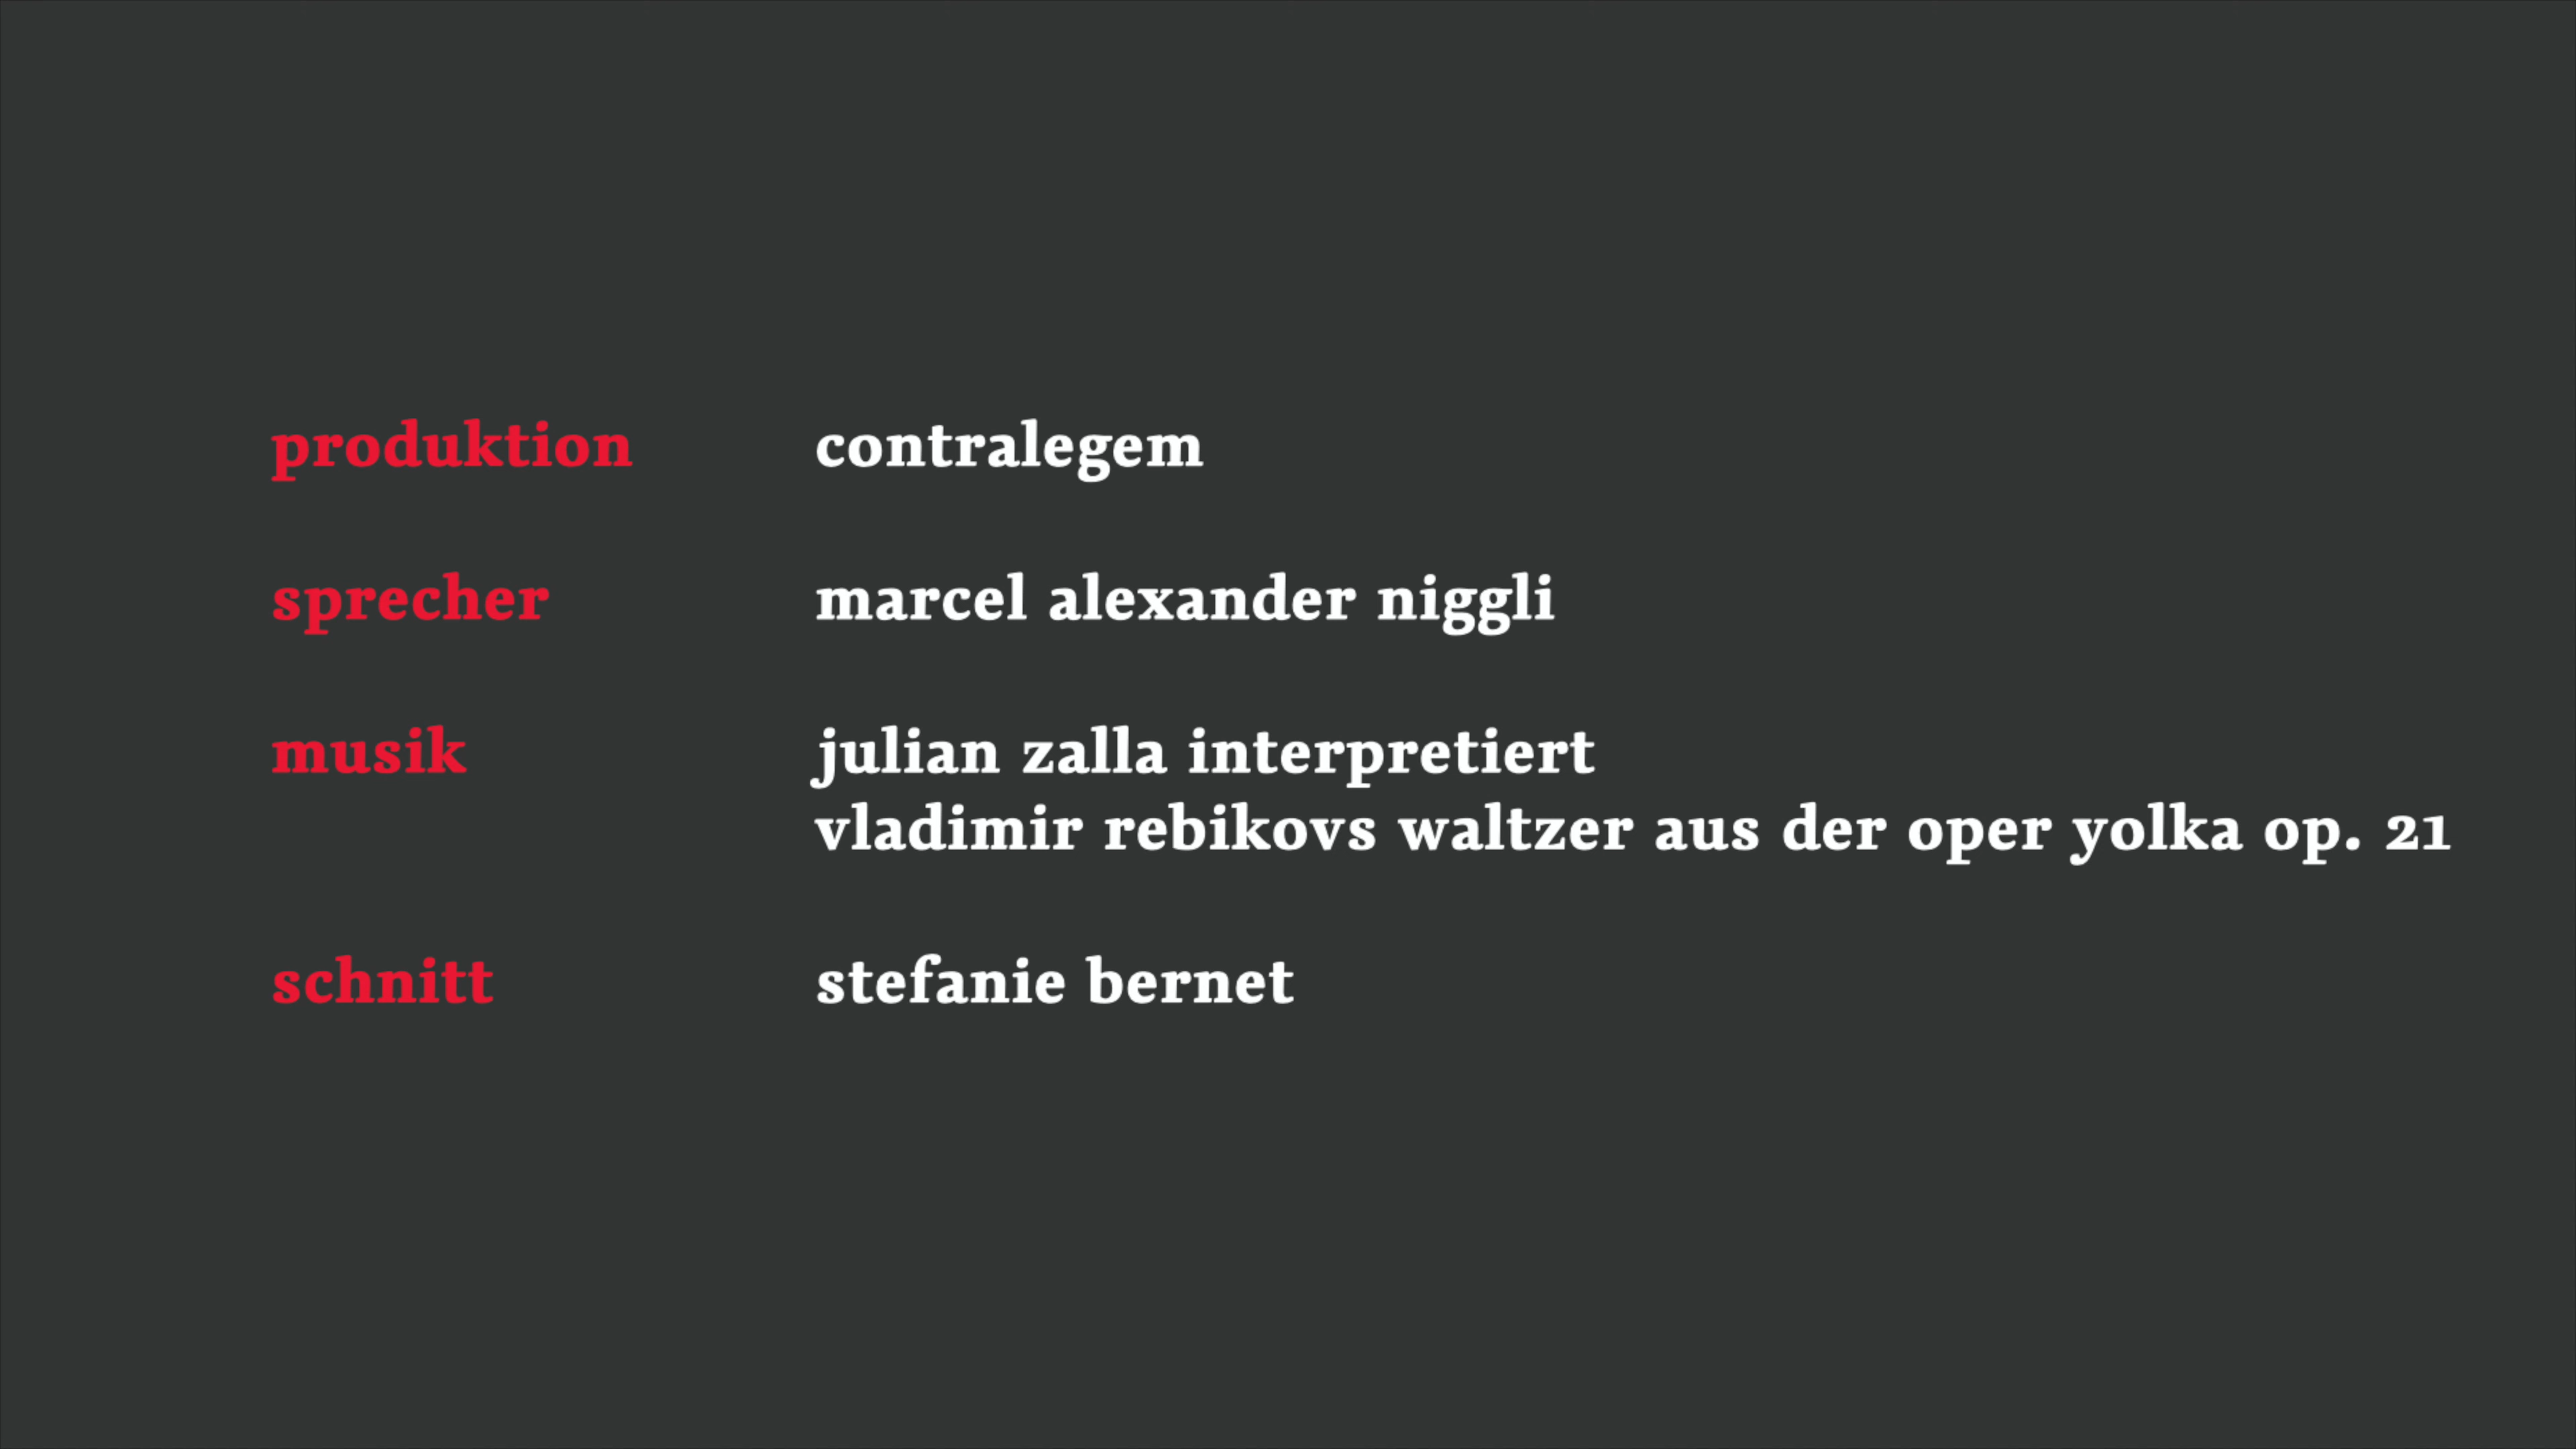 produktion contralegem
sprecher marcel alexander niggli
musik julian zalla interpretiert
vladimir rebikovs waltzer aus der oper yolka op. 21
schnitt stefanie bernet